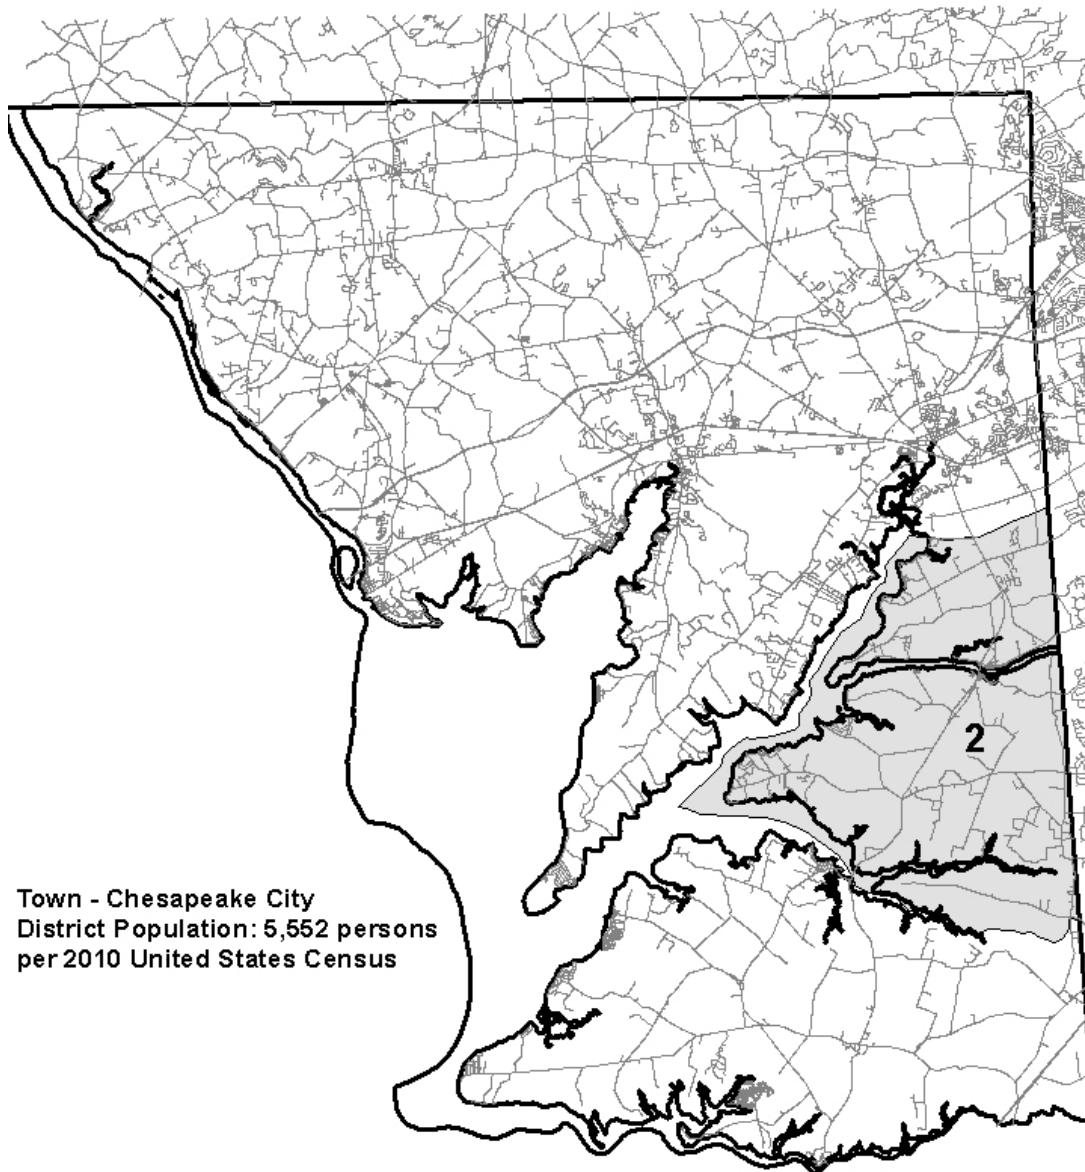 2
Town - Chesapeake City
District Population: 5,552 persons
per 2010 United States Census